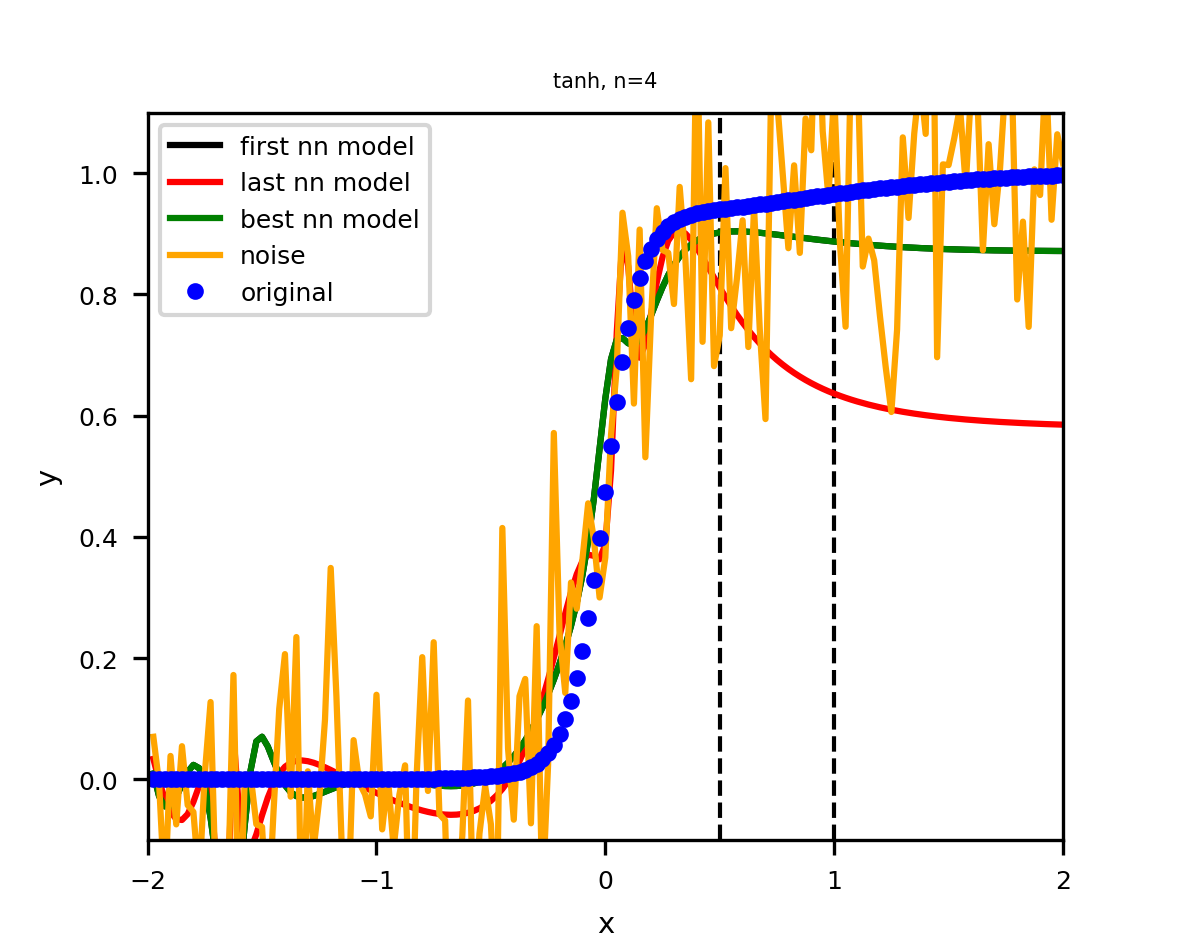 tanh, n=4
first nn model
last nn model
best nn model
noise
original
1.0
0.8
0.6
0.4
0.2
0.0
y
−2
−1
0
1
2
x